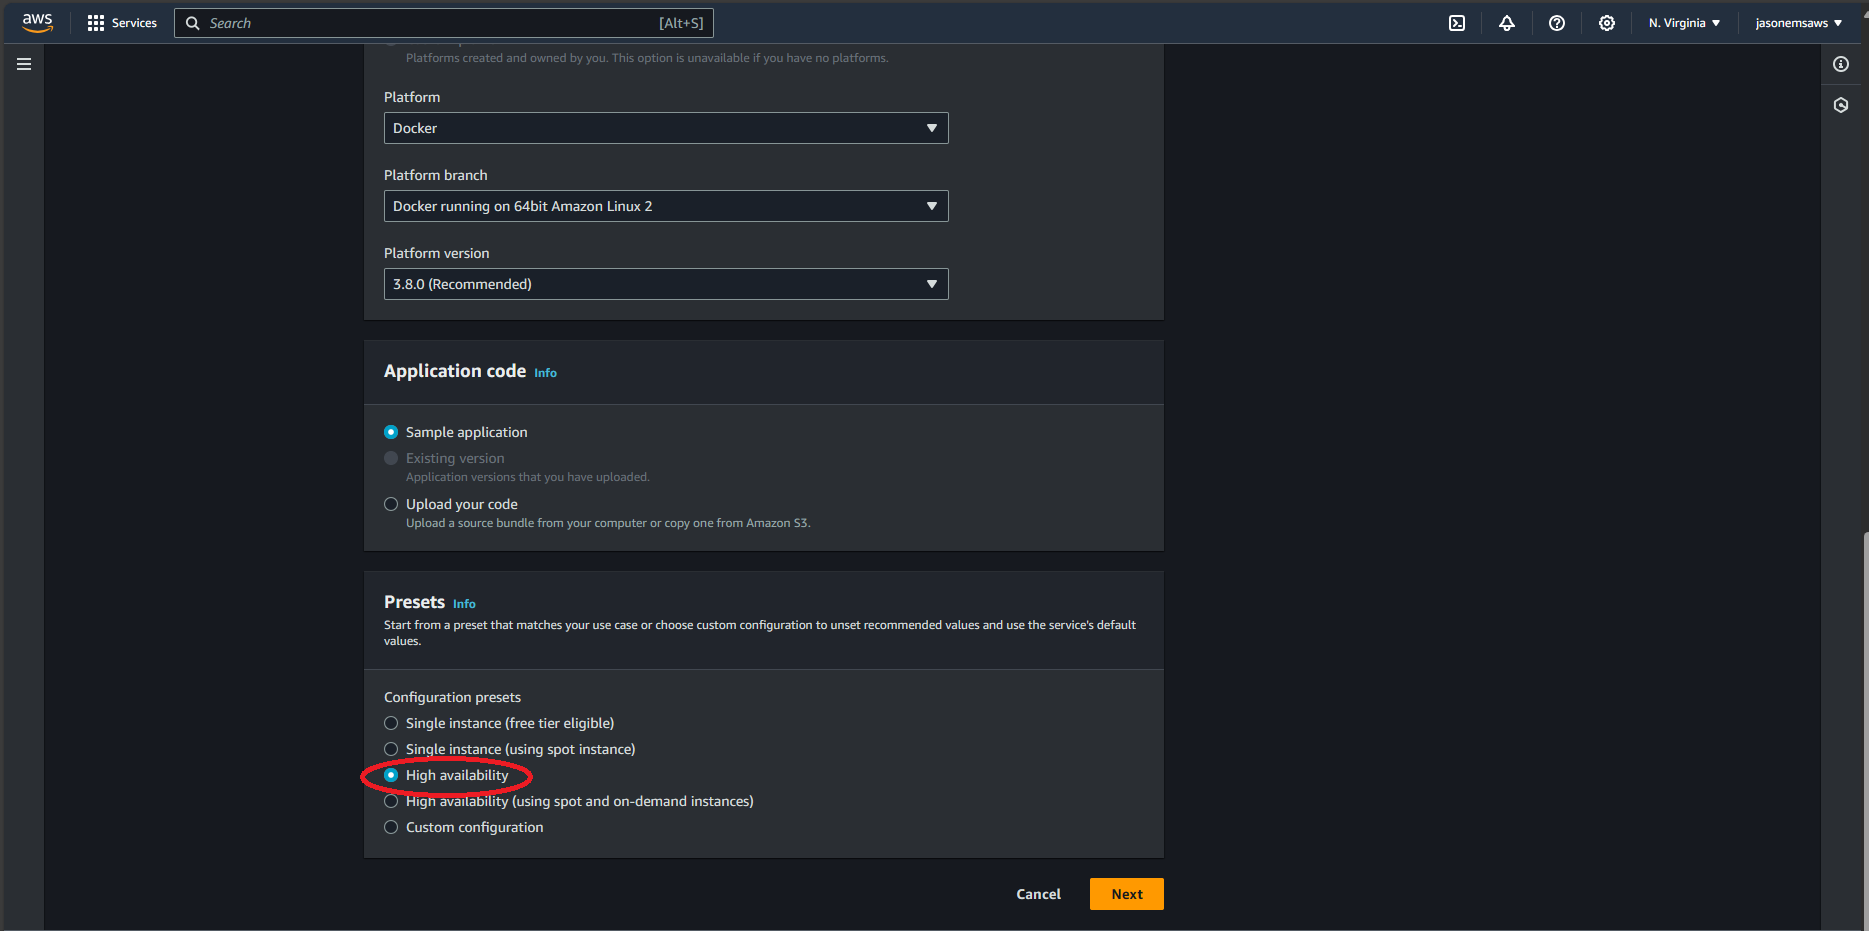 aws
Services
Search
[Alt+S]
N. Virginia
jasonemsaws
Platforms created and owned by you. This option is unavailable if you have no platforms.
Platform
Docker
Platform branch
Docker running on 64bit Amazon Linux 2
Platform version
3.8.0 (Recommended)
Application code Info
Sample application
Existing version
Application versions that you have uploaded.
Upload your code
Upload a source bundle from your computer or copy one from Amazon S3.
Presets Info
Start from a preset that matches your use case or choose custom configuration to unset recommended values and use the service's default
values.
Configuration presets
Single instance (free tier eligible)
Single instance (using spot instance)
High availability
High availability (using spot and on-demand instances)
Custom configuration
Cancel
Next